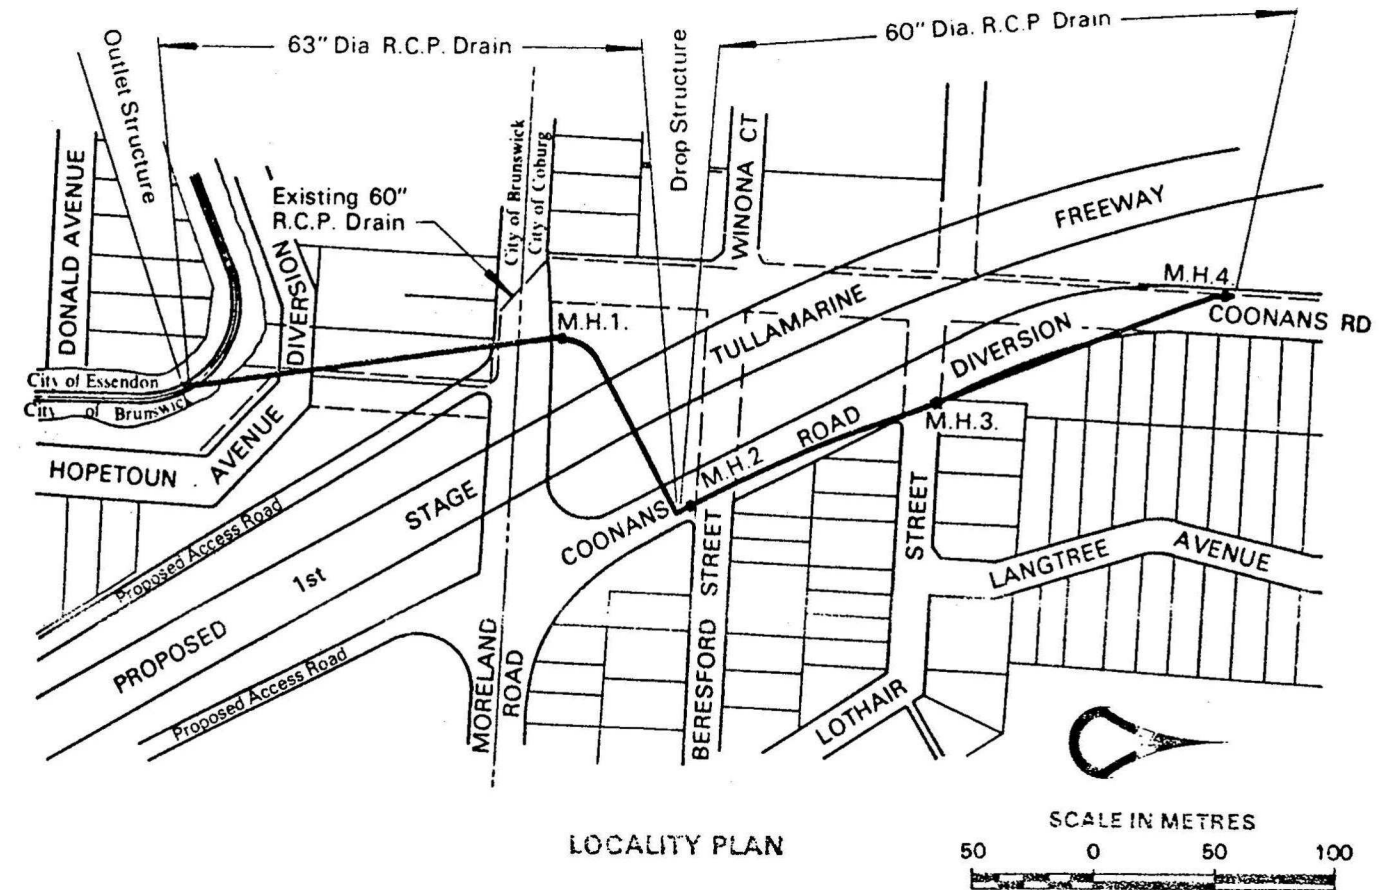 63" Dia R.C.P. Drain
60" Dia. R.C.P Drain
Outlet Structure
Drop Structure
DONALD AVENUE
Existing 60"
R.C.P. Drain
City of Brunswick
City of Coburg
WINONA CT
FREEWAY
DIVERSION
M.H.1.
TULLAMARINE
M.H.4.
COONANS RD
DIVERSION
City of Essendon
City of Brunswic
AVENUE
HOPETOUN
ROAD
M.H.3.
M.H.2
STAGE
COONANS
STREET
STREET
LANGTREE
AVENUE
Proposed Access Road
1st
PROPOSED
BERESFORD
MORELAND
ROAD
Proposed Access Road
LOTHAIR
LOCALITY PLAN
SCALE IN METRES
50 0 50 100